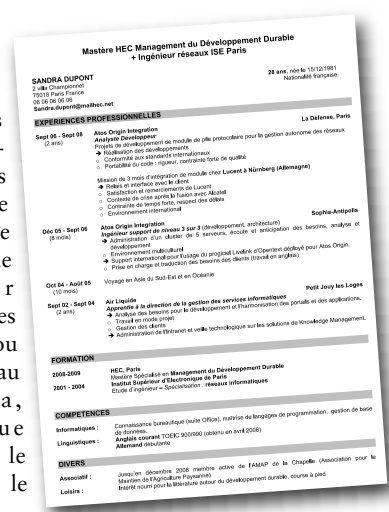 Mastère HEC Management du Développement Durable
+ Ingénieur réseaux ISE Paris
SANDRA DUPONT
2 villa Championnet
75018 Paris France
06 06 06 06 06
Sandra.dupont@mailhec.net
28 ans, née le 15/12/1981
Nationalité française
EXPERIENCES PROFESSIONNELLES
Sept 06 - Sept 08 Atos Origin Integration La Défense, Paris
(2 ans) Analyste Développeur
Projets de développement de module de pile protocolaire pour la gestion autonome des réseaux
➔ Réalisation des développements
o Conformité aux standards internationaux
o Portabilité du code : rigueur, contrainte forte de qualité
Mission de 3 mois d'intégration de module chez Lucent à Nürnberg (Allemagne)
➔ Relais et interface avec le client
o Satisfaction et remerciements de Lucent
o Contexte de crise après la fusion avec Alcatel
o Contrainte de temps forte, respect des délais
o Environnement international
Déc 05 - Sept 06 Atos Origin Integration Sophia-Antipolis
(8 mois) Ingénieur support de niveau 3 sur 3 (développement, architecture)
➔ Administration d'un cluster de 5 serveurs, écoute et anticipation des besoins, analyse et
développement
o Environnement multiculturel
➔ Support international pour l'usage du progiciel Livelink d'Opentext déployé pour Atos Origin.
o Prise en charge et traduction des besoins des clients (travail en anglais)
Oct 04 - Août 05 Voyage en Asie du Sud-Est et en Océanie
(10 mois)
Sept 02 - Sept 04 Air Liquide Petit Jouy les Loges
(2 ans) Apprentie à la direction de la gestion des services informatiques
➔ Analyse des besoins pour le développement et l'harmonisation des portails et des applications.
o Travail en mode projet
o Gestion des clients
➔ Administration de l'Intranet et veille technologique sur les solutions de Knowledge Management.
FORMATION
2008-2009 HEC, Paris
Mastère Spécialisé en Management du Développement Durable
2001 - 2004 Institut Supérieur d'Electronique de Paris
Etude d'ingénieur – Spécialisation : réseaux informatiques
COMPETENCES
Informatiques : Connaissance bureautique (suite Office), maîtrise de langages de programmation, gestion de base
de données.
Linguistiques : Anglais courant TOEIC 900/990 (obtenu en avril 2008)
Allemand débutante
DIVERS
Associatif : Jusqu'en décembre 2008 membre active de l'AMAP de la Chapelle (Association pour le
Maintien de l'Agriculture Paysanne)
Loisirs : Intérêt nourri pour la littérature autour du développement durable, course à pied